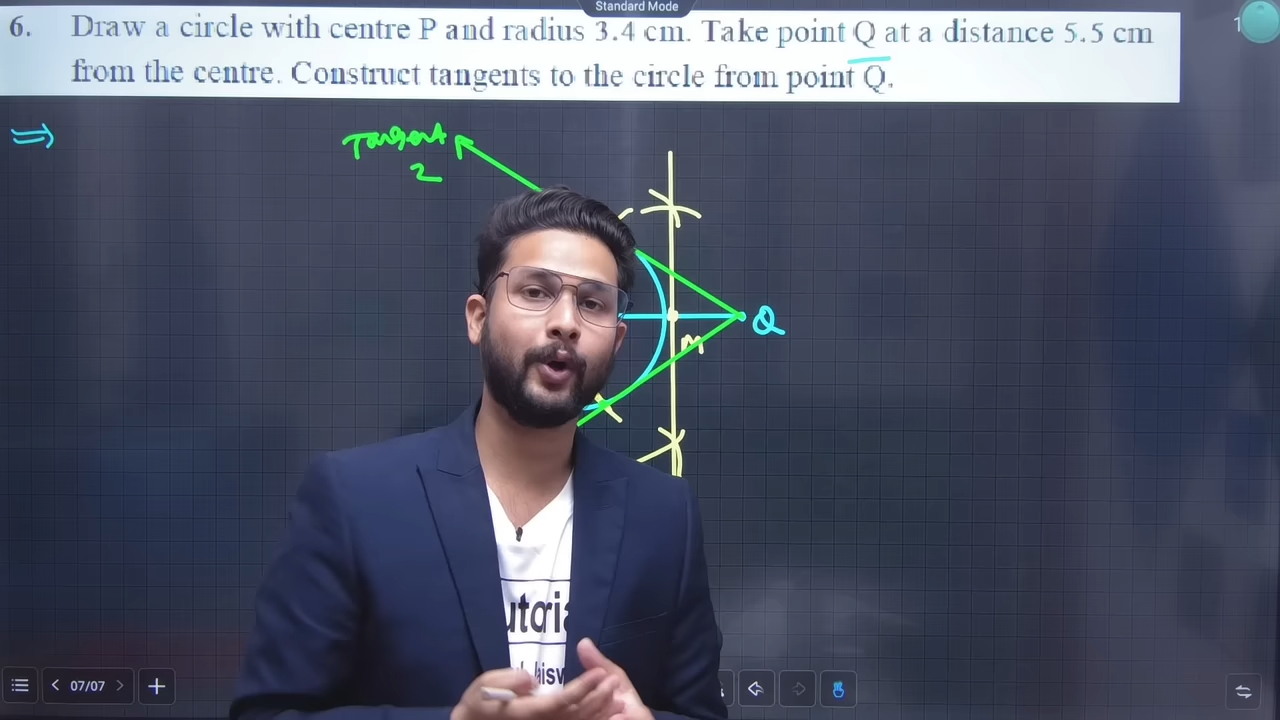 Standard Mode
6. Draw a circle with centre P and radius 3.4 cm. Take point Q at a distance 5.5 cm
from the centre. Construct tangents to the circle from point Q.
Tangent
2
Q
M
07/07